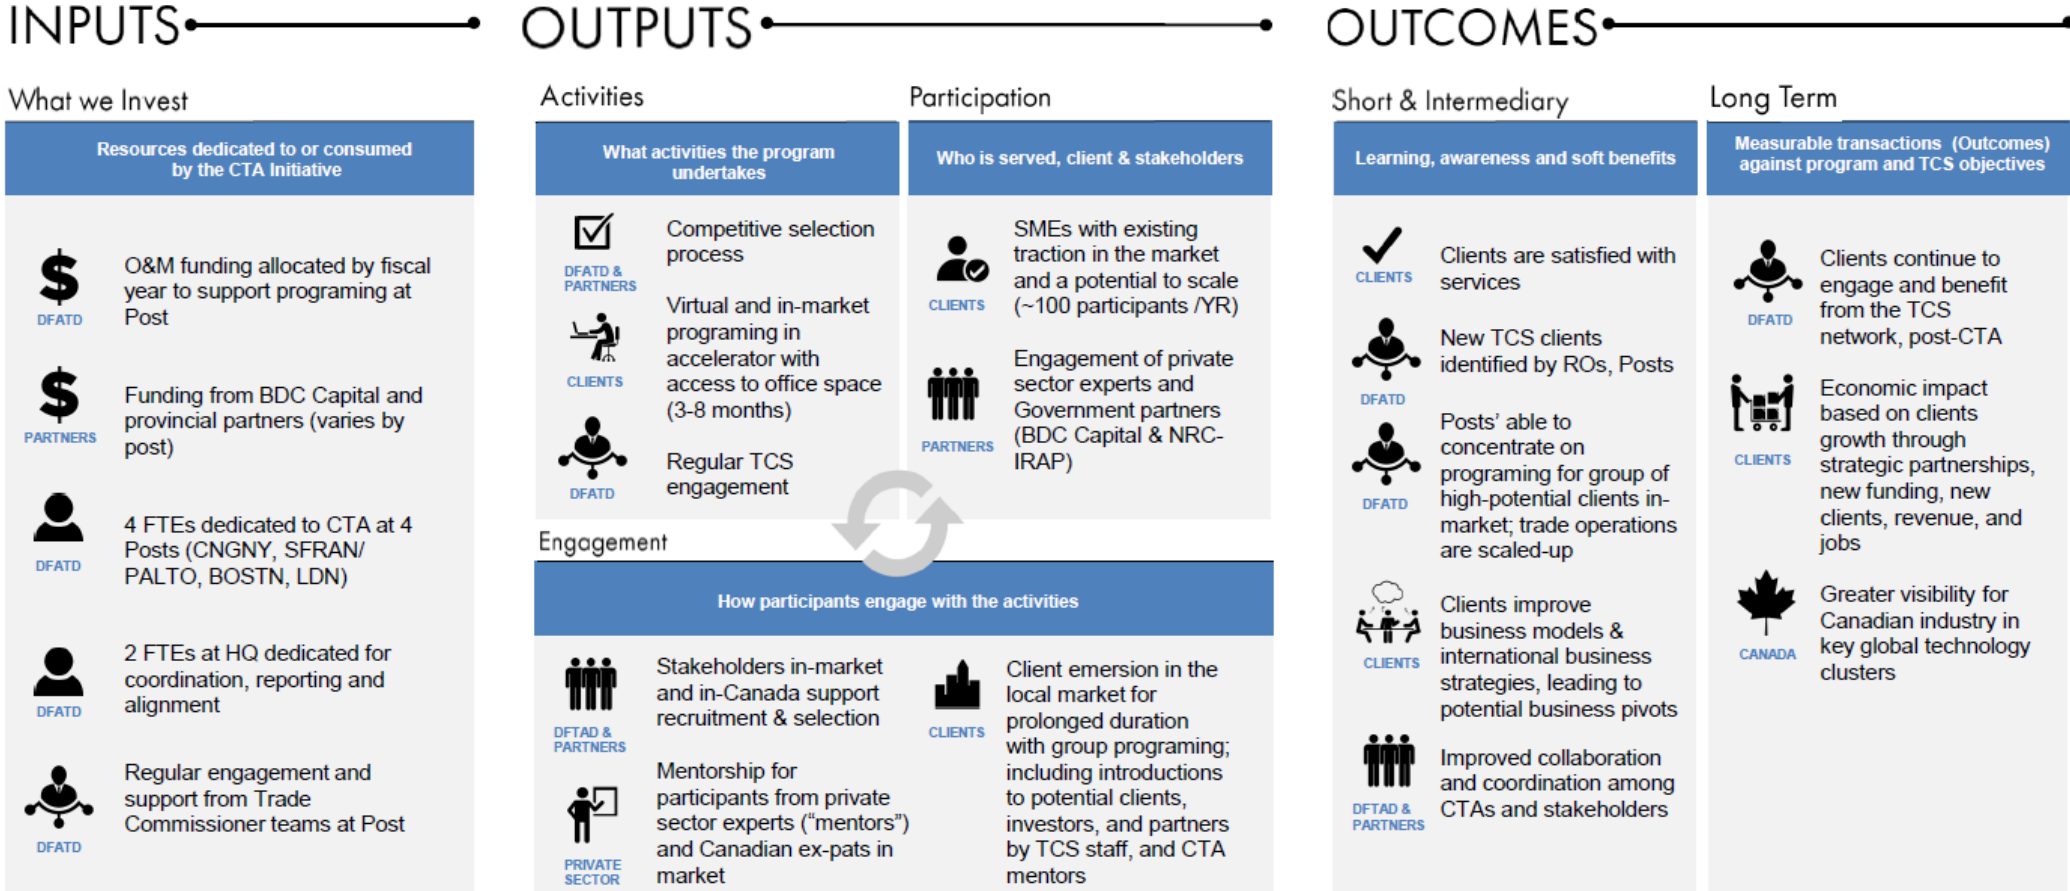 INPUTS
What we Invest
Resources dedicated to or consumed
by the CTA Initiative
DFATD
O&M funding allocated by fiscal
year to support programing at
Post
PARTNERS
Funding from BDC Capital and
provincial partners (varies by
post)
DFATD
4 FTEs dedicated to CTA at 4
Posts (CNGNY, SFRAN/
PALTO, BOSTN, LDN)
DFATD
2 FTEs at HQ dedicated for
coordination, reporting and
alignment
DFATD
Regular engagement and
support from Trade
Commissioner teams at Post
OUTPUTS
Activities
What activities the program
undertakes
DFATD &
PARTNERS
Competitive selection
process
CLIENTS
Virtual and in-market
programing in
accelerator with
access to office space
(3-8 months)
DFATD
Regular TCS
engagement
Participation
Who is served, client & stakeholders
CLIENTS
SMEs with existing
traction in the market
and a potential to scale
(~100 participants /YR)
PARTNERS
Engagement of private
sector experts and
Government partners
(BDC Capital & NRC-
IRAP)
Engagement
How participants engage with the activities
DFTAD &
PARTNERS
Stakeholders in-market
and in-Canada support
recruitment & selection
PRIVATE
SECTOR
Mentorship for
participants from private
sector experts (“mentors”)
and Canadian ex-pats in
market
CLIENTS
Client emersion in the
local market for
prolonged duration
with group programing;
including introductions
to potential clients,
investors, and partners
by TCS staff, and CTA
mentors
OUTCOMES
Short & Intermediary
Learning, awareness and soft benefits
CLIENTS
Clients are satisfied with
services
DFATD
New TCS clients
identified by ROs, Posts
DFATD
Posts’ able to
concentrate on
programing for group of
high-potential clients in-
market; trade operations
are scaled-up
CLIENTS
Clients improve
business models &
international business
strategies, leading to
potential business pivots
DFTAD &
PARTNERS
Improved collaboration
and coordination among
CTAs and stakeholders
Long Term
Measurable transactions (Outcomes)
against program and TCS objectives
DFATD
Clients continue to
engage and benefit
from the TCS
network, post-CTA
CLIENTS
Economic impact
based on clients
growth through
strategic partnerships,
new funding, new
clients, revenue, and
jobs
CANADA
Greater visibility for
Canadian industry in
key global technology
clusters